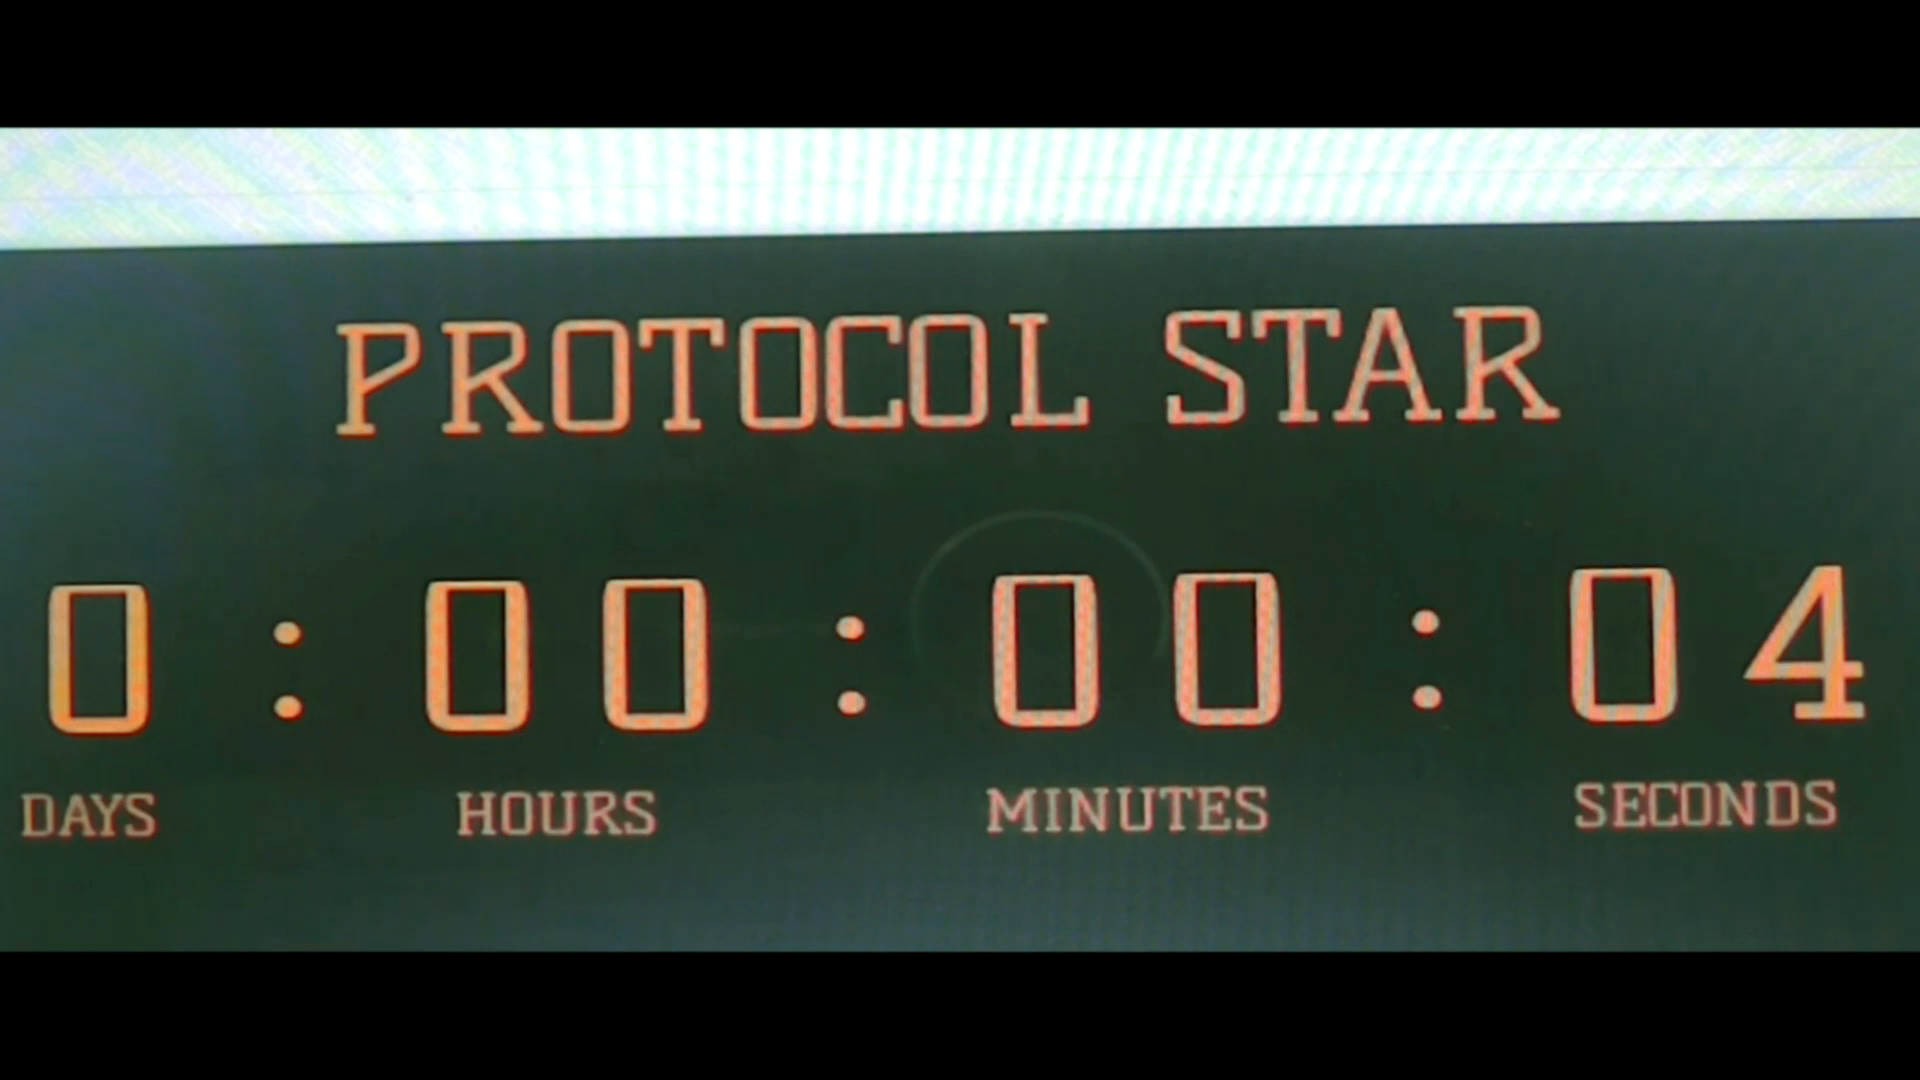 PROTOCOL STAR
0 : 00 : 00 : 04
DAYS HOURS MINUTES SECONDS